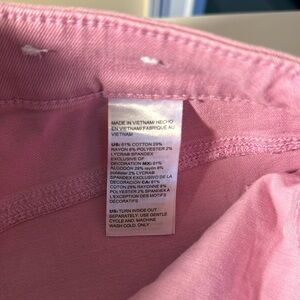 MADE IN VIETNAM/ HECHO
EN VIETNAM/ FABRIQUÉ AU
VIETNAM
US: 61% COTTON 29%
RAYON 8% POLYESTER 2%
LYCRA® SPANDEX
EXCLUSIVE OF
DECORATION MX: 61%
ALGODÓN 29% rayón 8%
poliéster 2% LYCRA®
SPANDEX EXCLUSIVA DE LA
DECORACIÓN CA: 61%
COTON 29% RAYONNE 8%
POLYESTER 2% SPANDEX À
L'EXCEPTION DES MOTIFS
DÉCORATIFS
US: TURN INSIDE OUT.
SEPARATELY. USE GENTLE
CYCLE AND. MACHINE
WASH COLD. ONLY